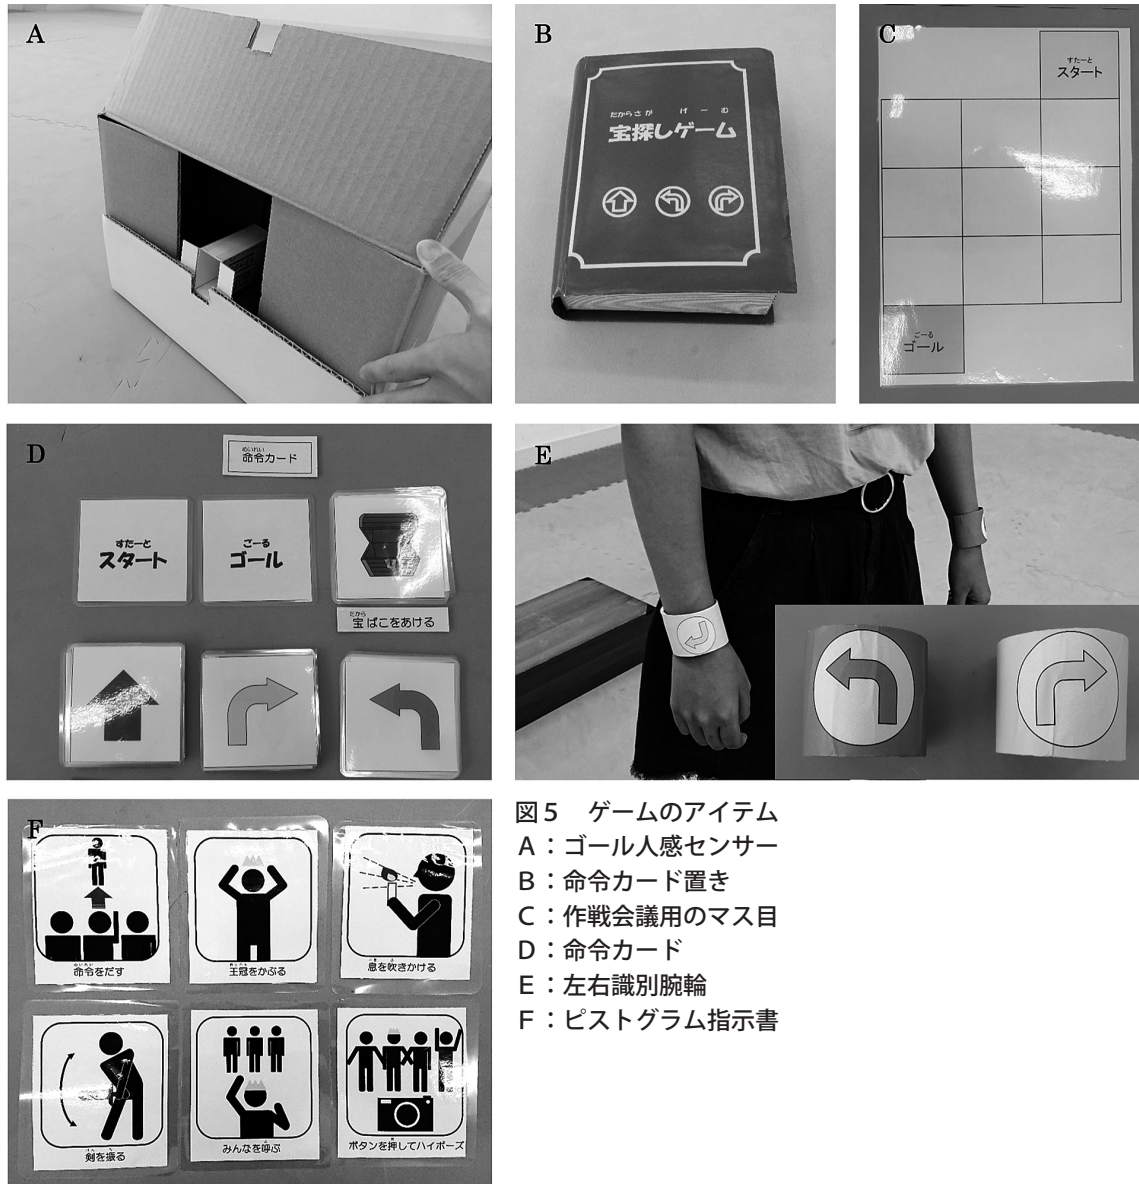 A
B
たからさが げーむ
宝探しゲーム
C
すたーと
スタート
ごーる
ゴール
D
めいれい
命令カード
すたーと
スタート
ごーる
ゴール
たから
宝ばこをあける
E
F
めいれい
命令をだす
王冠をかぶる
息を吹きかける
剣を振る
みんなを呼ぶ
ボタンを押してハイポーズ
図5 ゲームのアイテム
A:ゴール人感センサー
B:命令カード置き
C:作戦会議用のマス目
D:命令カード
E:左右識別腕輪
F:ピストグラム指示書